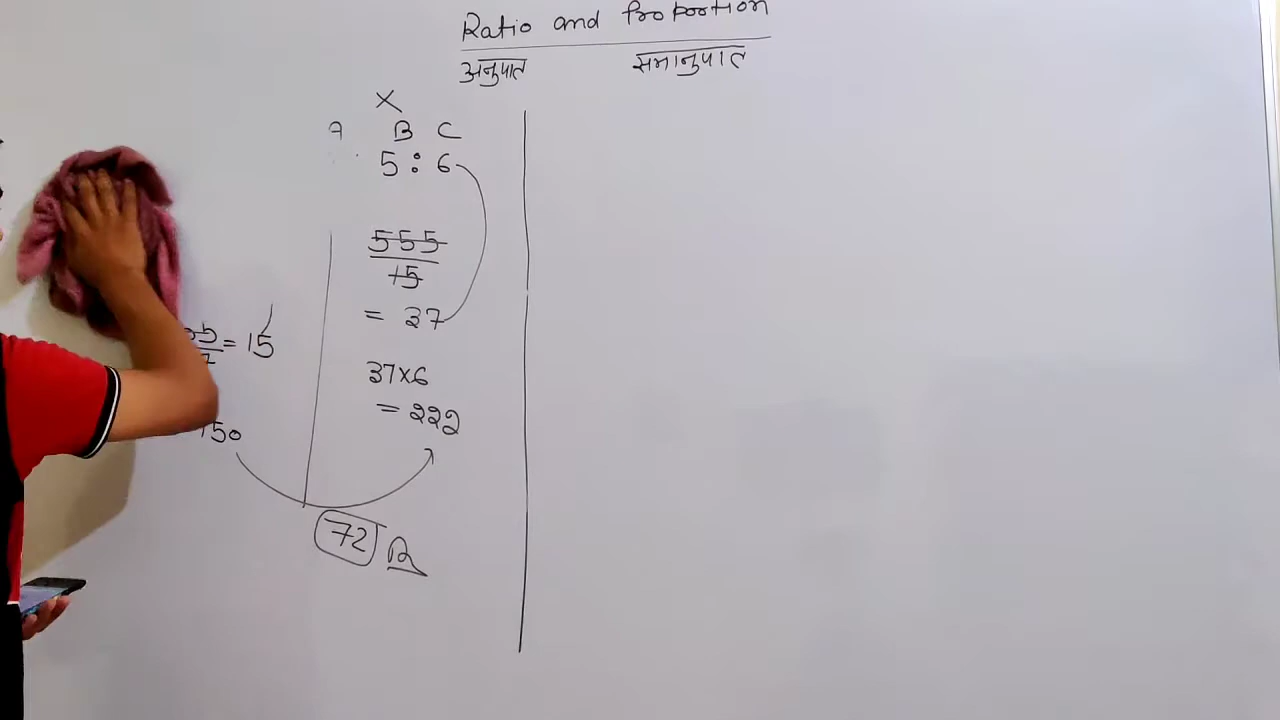 Ratio and Proportion
अनुपात समानुपात
×
B C
5 : 6
555
15
= 37
37×6
= 222
= 15
150
72